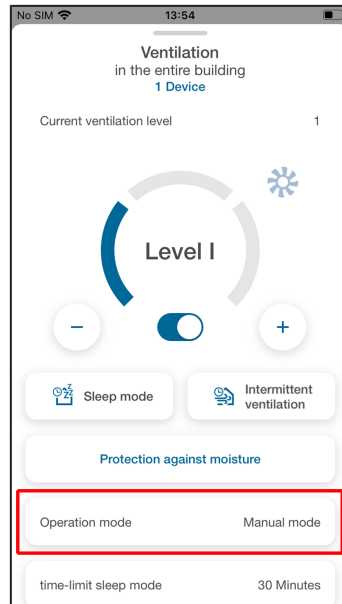 No SIM 13:54
Ventilation
in the entire building
1 Device
Current ventilation level 1
Level I
− +
Sleep mode
Intermittent
ventilation
Protection against moisture
Operation mode Manual mode
time-limit sleep mode 30 Minutes